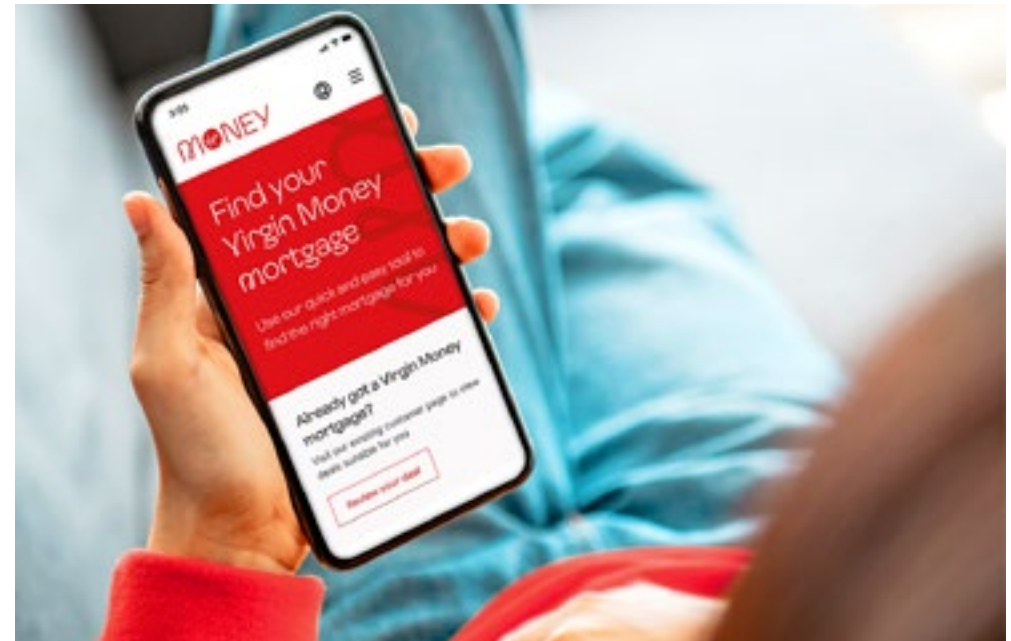 3:05
MONEY
Find your
Virgin Money
mortgage
Use our quick and easy tool to
find the right mortgage for you
Already got a Virgin Money
mortgage?
Visit our existing customer page to view
deals suitable for you
Review your deal